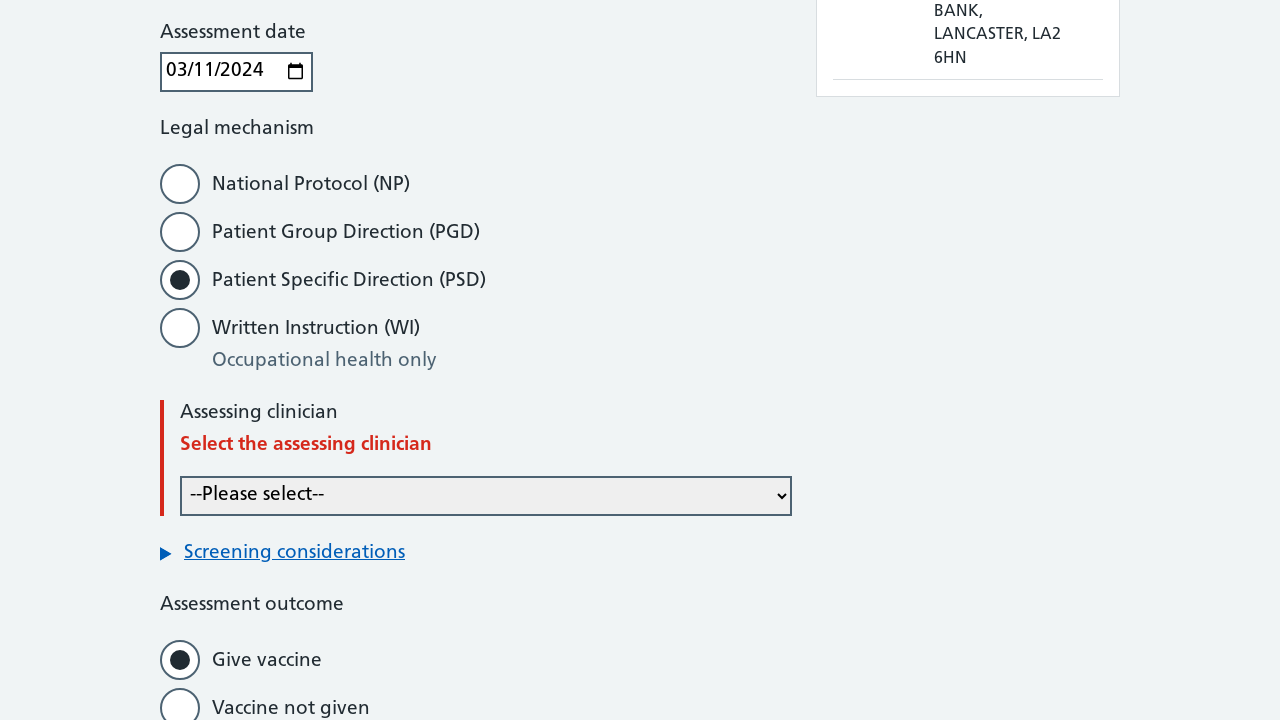 BANK,
LANCASTER, LA2
6HN
Assessment date
03/11/2024
Legal mechanism
National Protocol (NP)
Patient Group Direction (PGD)
Patient Specific Direction (PSD)
Written Instruction (WI)
Occupational health only
Assessing clinician
Select the assessing clinician
--Please select--
Screening considerations
Assessment outcome
Give vaccine
Vaccine not given